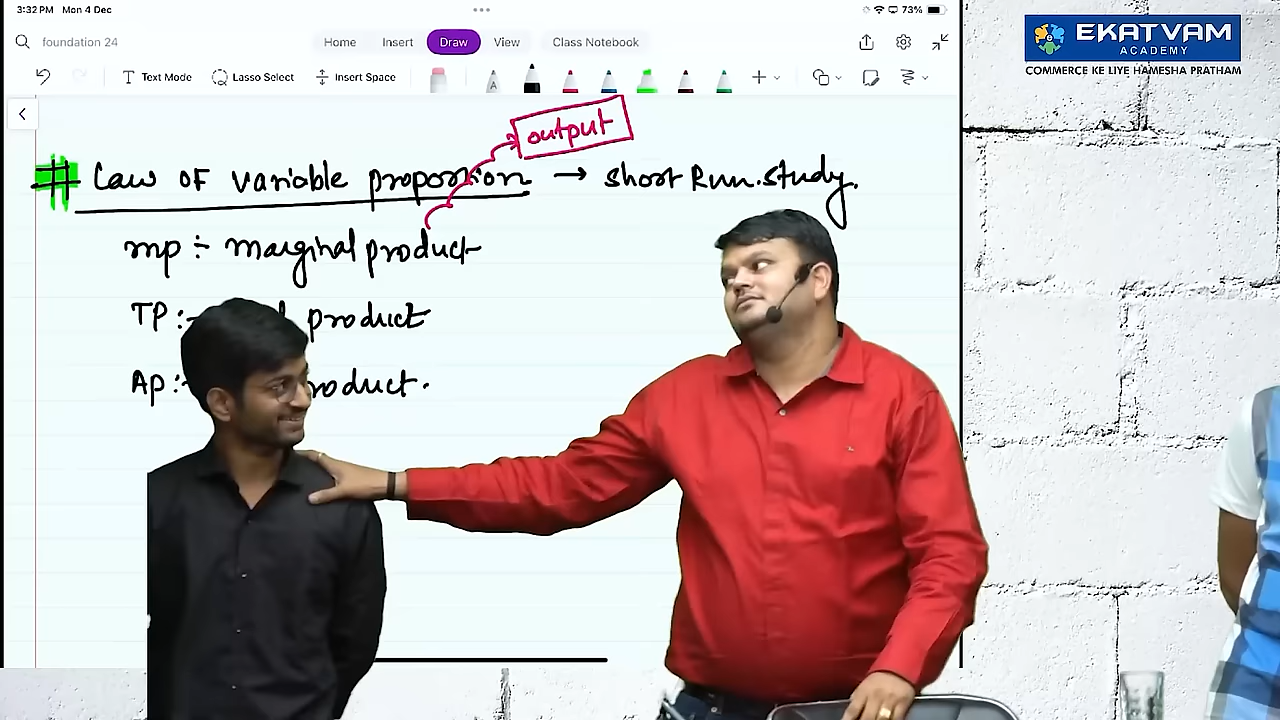 3:32 PM Mon 4 Dec
73%
foundation 24
Home Insert Draw View Class Notebook
Text Mode Lasso Select Insert Space
EKATVAM
ACADEMY
COMMERCE KE LIYE HAMESHA PRATHAM
output
# Law OF variable proportion → short Run study.
mp :- marginal product
TP :- product
AP :- product.